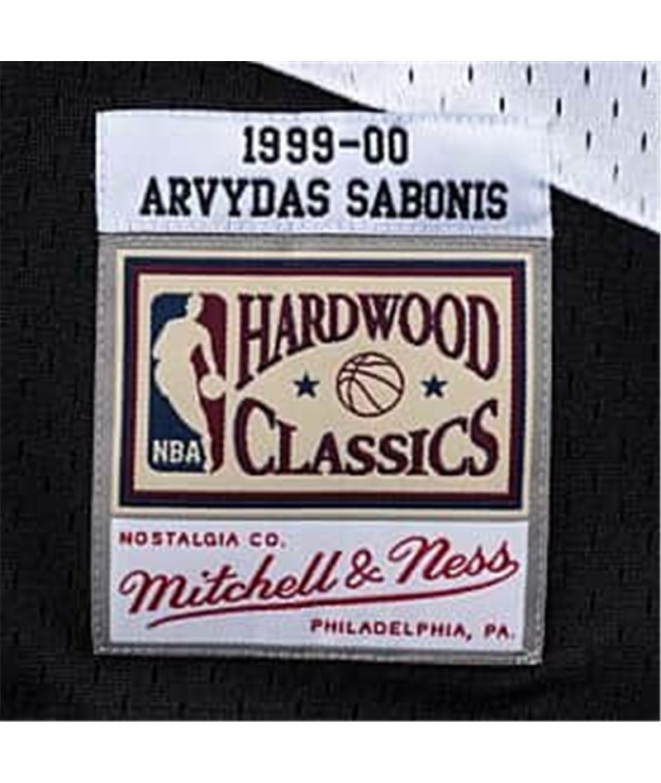 1999-00
ARVYDAS SABONIS
HARDWOOD
CLASSICS
NBA
NOSTALGIA CO.
Mitchell & Ness
PHILADELPHIA, PA.